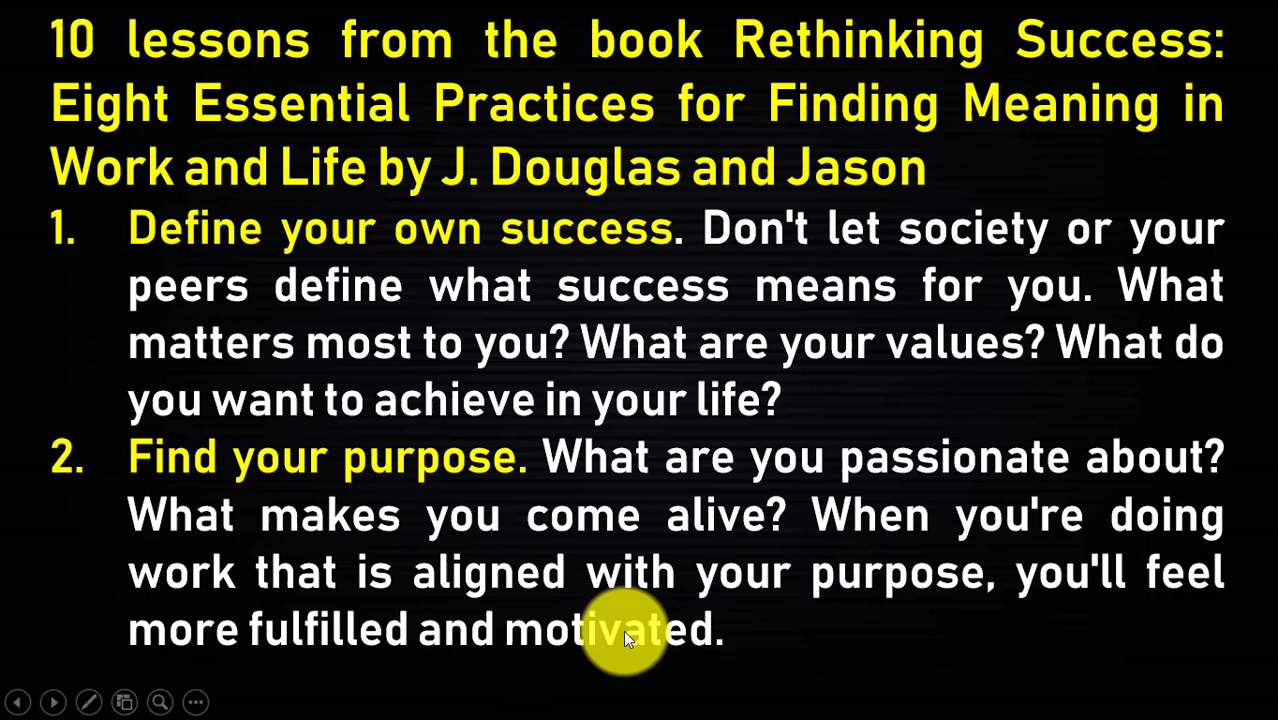 10 lessons from the book Rethinking Success:
Eight Essential Practices for Finding Meaning in
Work and Life by J. Douglas and Jason
1. Define your own success. Don't let society or your
peers define what success means for you. What
matters most to you? What are your values? What do
you want to achieve in your life?
2. Find your purpose. What are you passionate about?
What makes you come alive? When you're doing
work that is aligned with your purpose, you'll feel
more fulfilled and motivated.